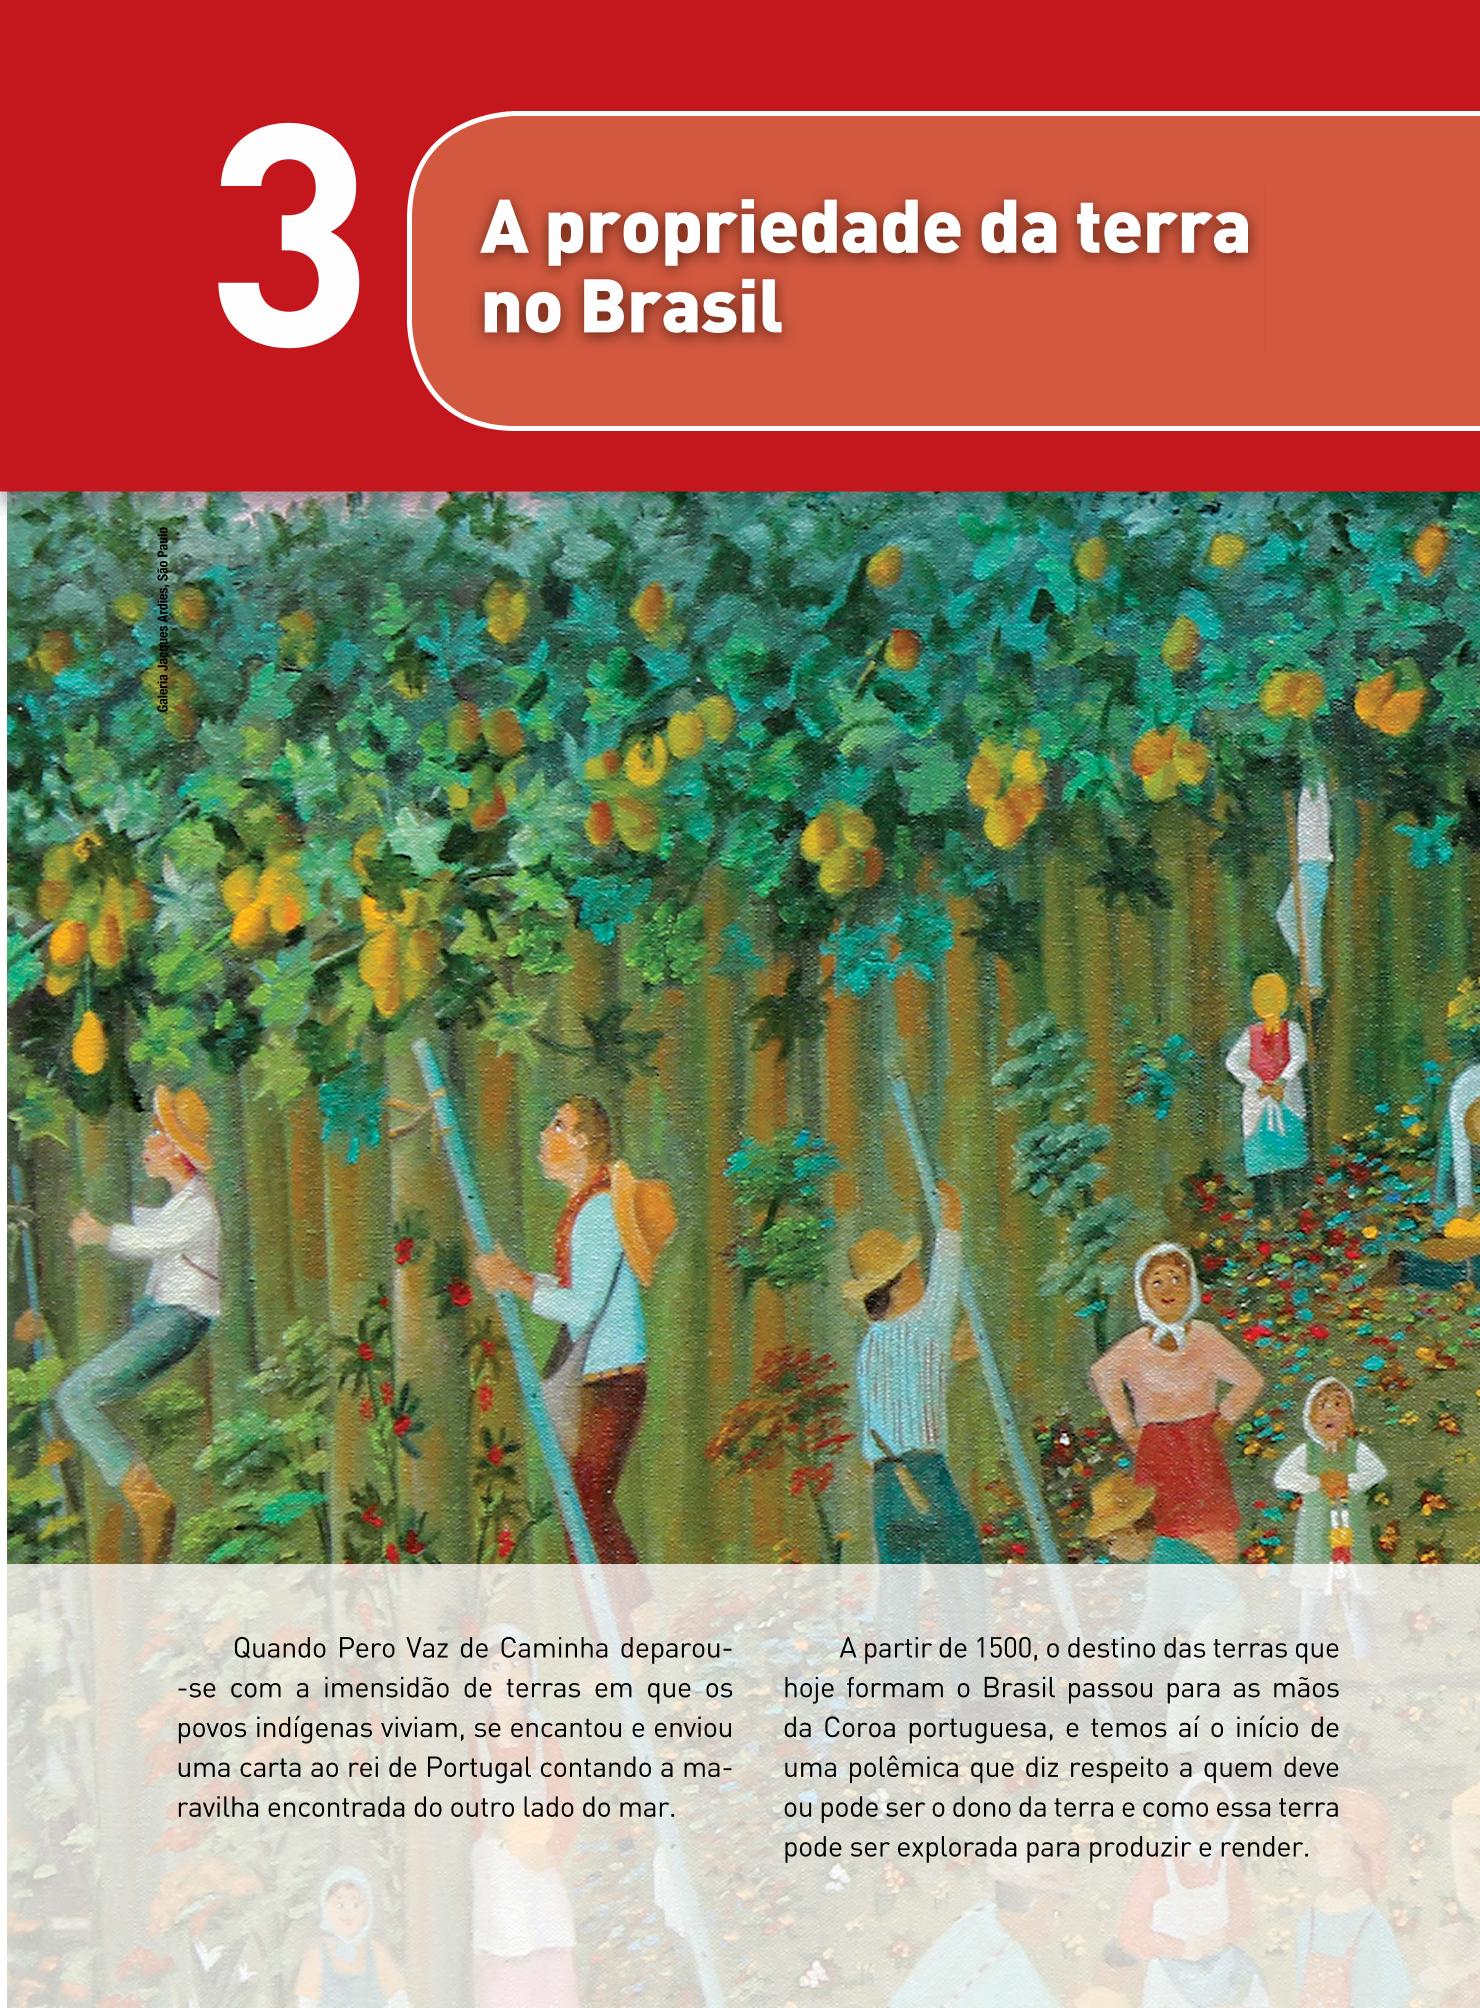 3
A propriedade da terra
no Brasil
Galeria Jacques Ardies, São Paulo
Quando Pero Vaz de Caminha deparou-
-se com a imensidão de terras em que os
povos indígenas viviam, se encantou e enviou
uma carta ao rei de Portugal contando a ma-
ravilha encontrada do outro lado do mar.
A partir de 1500, o destino das terras que
hoje formam o Brasil passou para as mãos
da Coroa portuguesa, e temos aí o início de
uma polêmica que diz respeito a quem deve
ou pode ser o dono da terra e como essa terra
pode ser explorada para produzir e render.